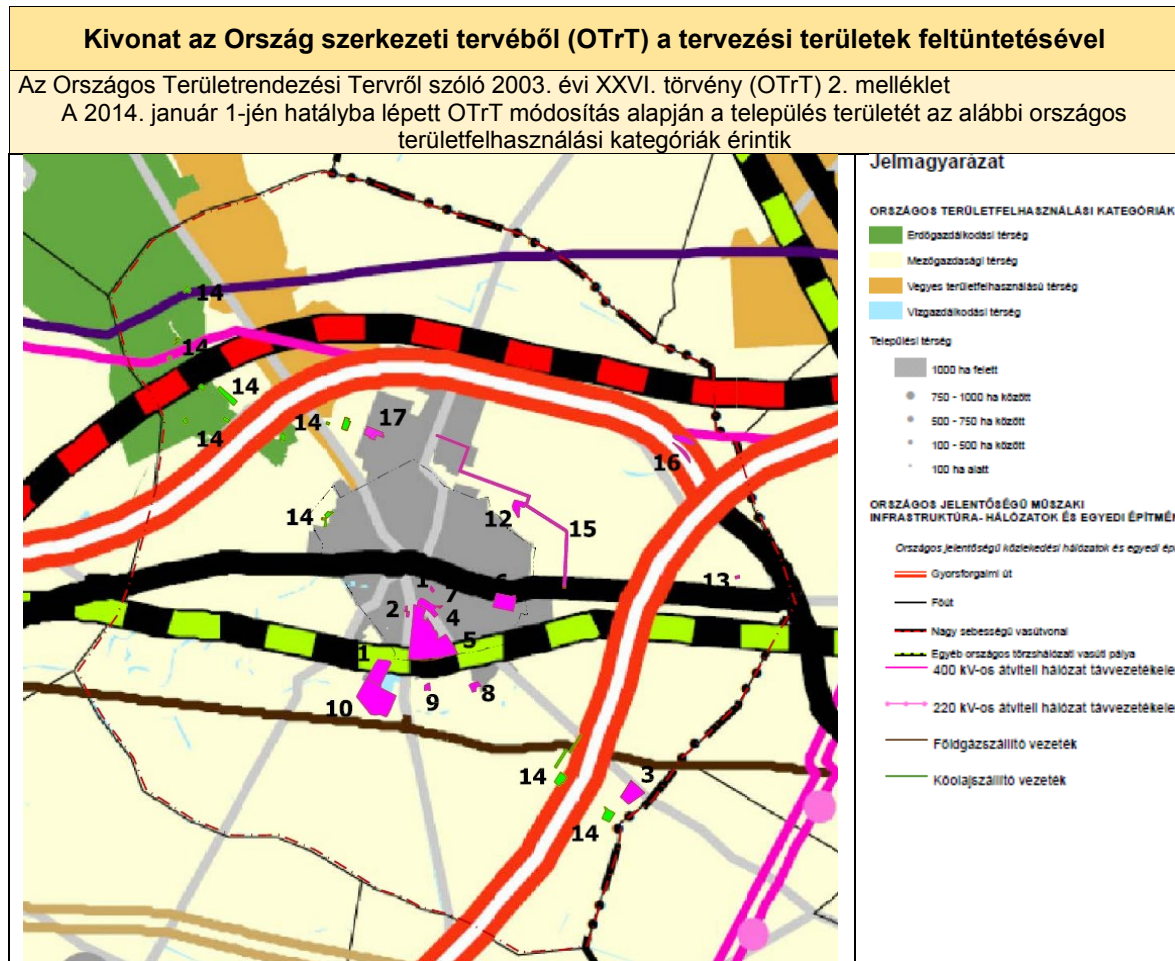 Kivonat az Ország szerkezeti tervéből (OTrT) a tervezési területek feltüntetésével
Az Országos Területrendezési Tervről szóló 2003. évi XXVI. törvény (OTrT) 2. melléklet
A 2014. január 1-jén hatályba lépett OTrT módosítás alapján a település területét az alábbi országos
területfelhasználási kategóriák érintik
14
14
14
14
14
17
16
14
12
15
1
7
6
13
2
4
5
1
10
9
8
14
3
14
Jelmagyarázat
ORSZÁGOS TERÜLETFELHASZNÁLÁSI KATEGÓRIÁK
Erdőgazdálkodási térség
Mezőgazdasági térség
Vegyes területfelhasználású térség
Vízgazdálkodási térség
Települési térség
1000 ha felett
750 - 1000 ha között
500 - 750 ha között
100 - 500 ha között
100 ha alatt
ORSZÁGOS JELENTŐSÉGŰ MŰSZAKI
INFRASTRUKTÚRA- HÁLÓZATOK ÉS EGYEDI ÉPÍTMÉN
Országos jelentőségű közlekedési hálózatok és egyedi ép
Gyorsforgalmi út
Főút
Nagy sebességű vasútvonal
Egyéb országos törzshálózati vasúti pálya
400 kV-os átviteli hálózat távvezetékele
220 kV-os átviteli hálózat távvezetékele
Földgázszállító vezeték
Kőolajszállító vezeték